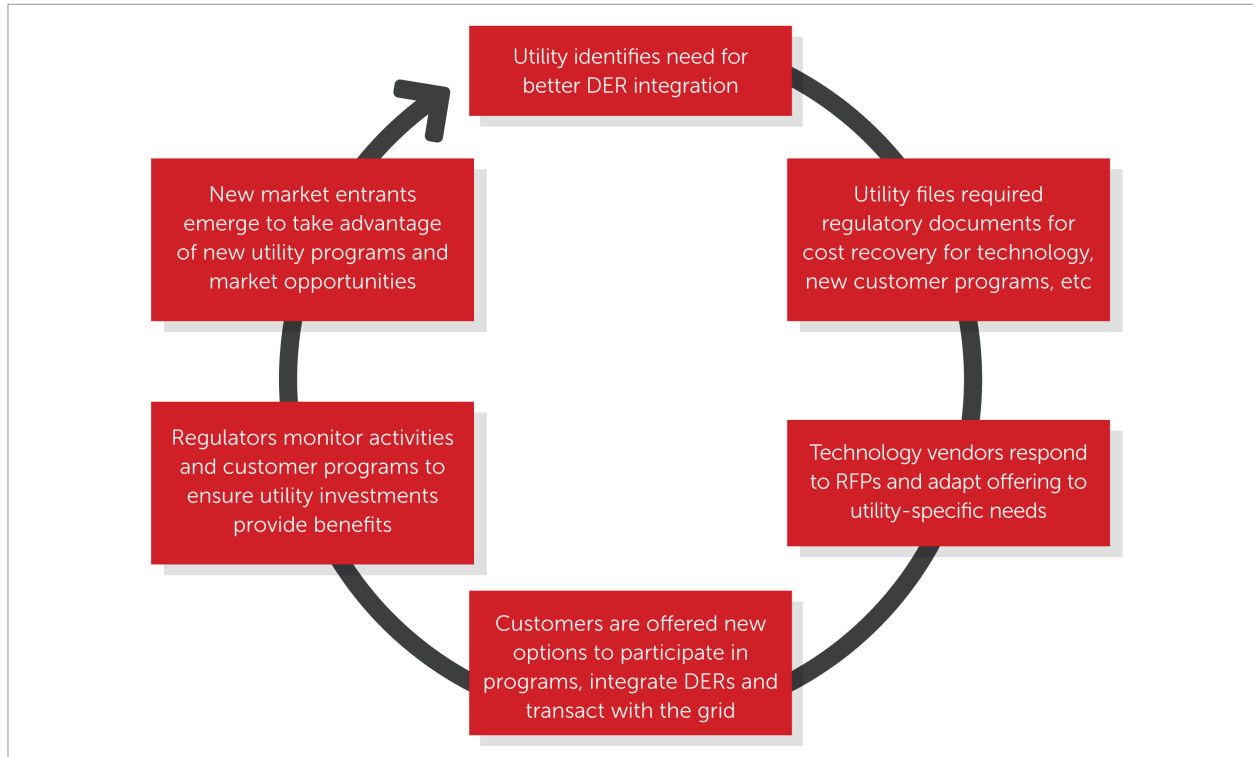 Utility identifies need for
better DER integration
Utility files required
regulatory documents for
cost recovery for technology,
new customer programs, etc
Technology vendors respond
to RFPs and adapt offering to
utility-specific needs
Customers are offered new
options to participate in
programs, integrate DERs and
transact with the grid
Regulators monitor activities
and customer programs to
ensure utility investments
provide benefits
New market entrants
emerge to take advantage
of new utility programs and
market opportunities